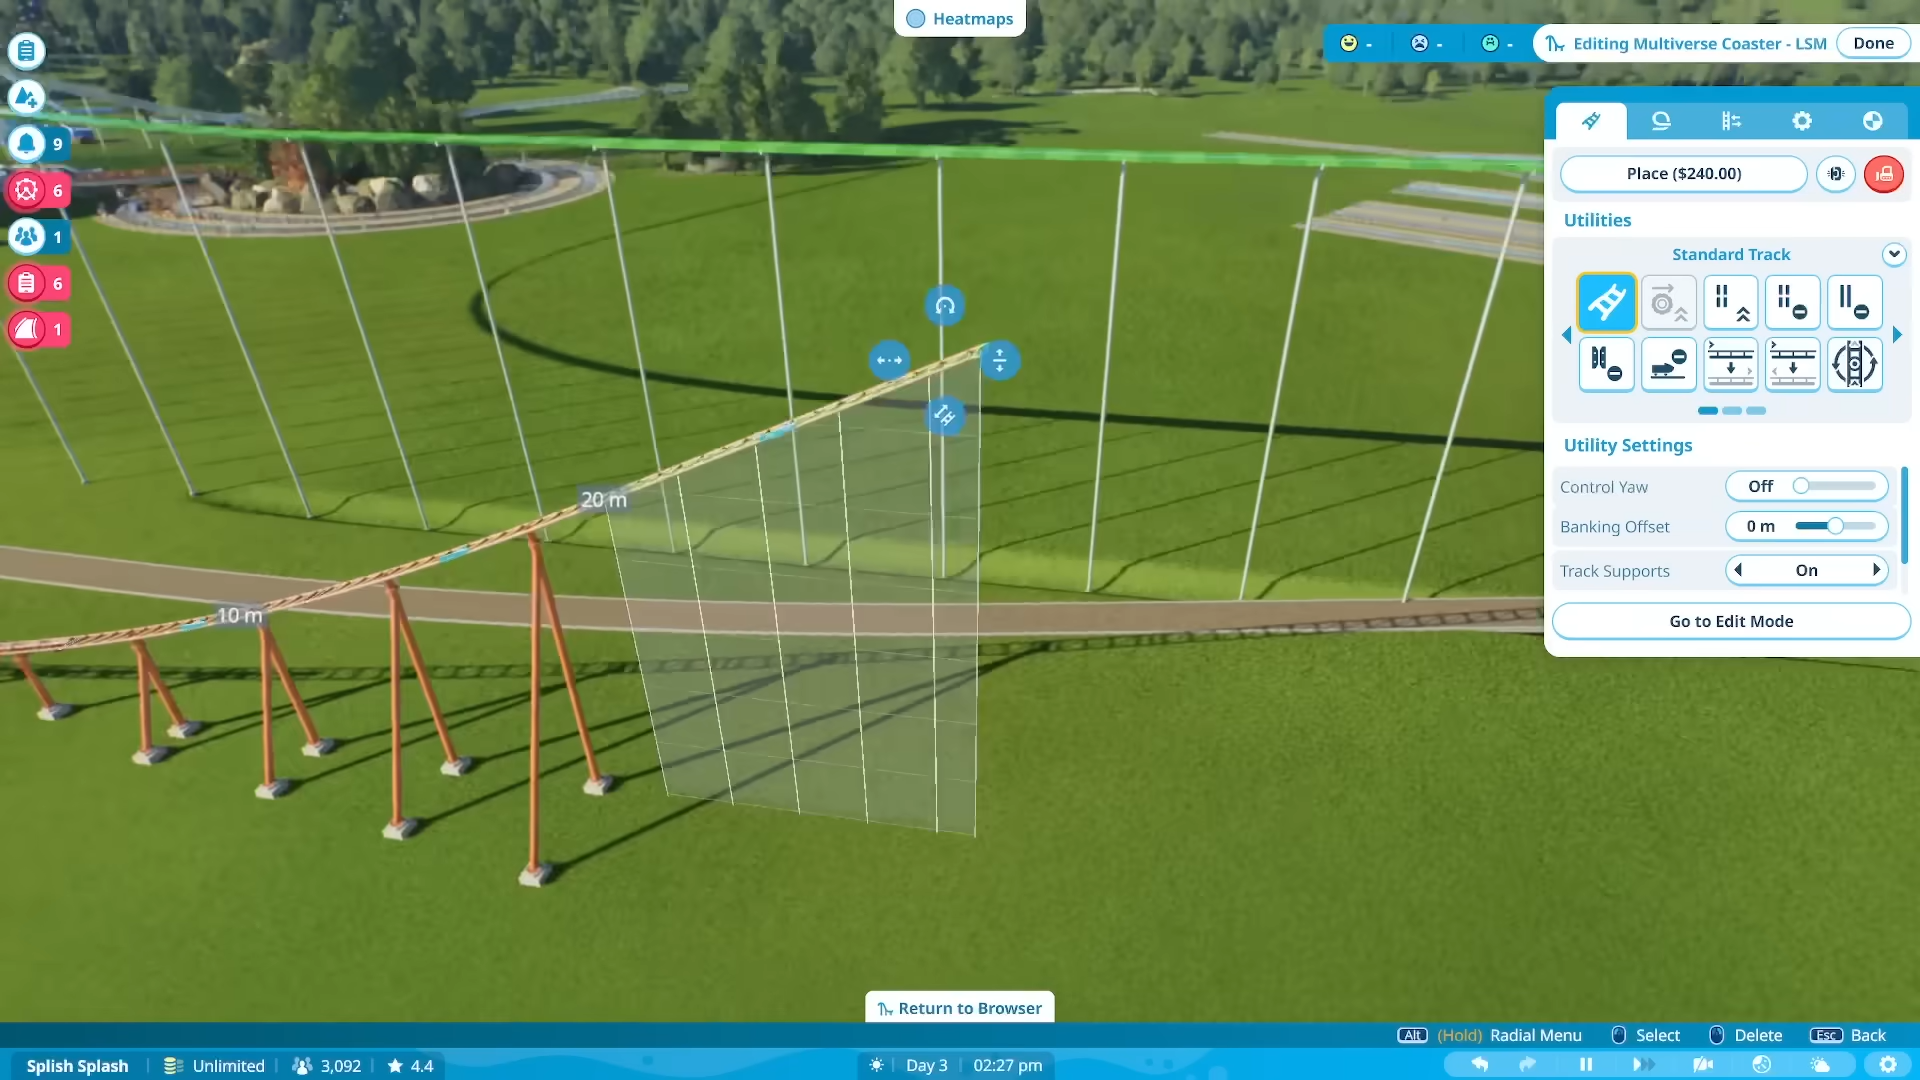 Heatmaps
- - -
Editing Multiverse Coaster - LSM
Done
9
6
1
6
1
Place ($240.00)
Utilities
Standard Track
Utility Settings
Control Yaw Off
Banking Offset 0 m
Track Supports On
Go to Edit Mode
20 m
10 m
Return to Browser
Alt (Hold) Radial Menu Select Delete Esc Back
Splish Splash Unlimited 3,092 4.4 Day 3 02:27 pm